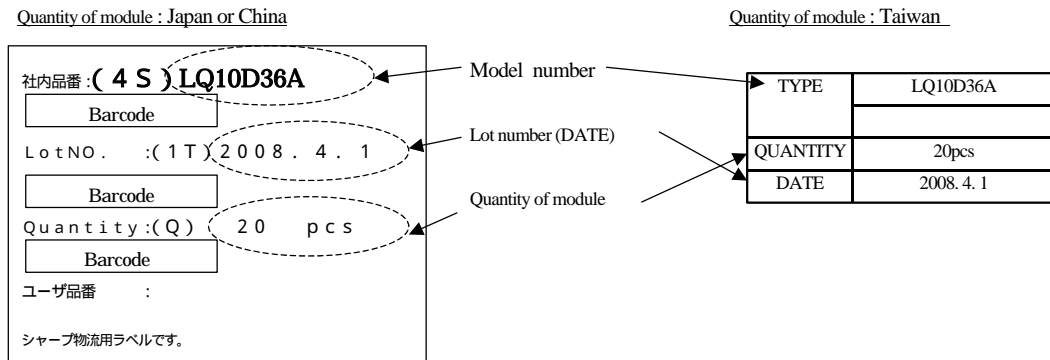 Quantity of module : Japan or China
社内品番 : ( 4 S ) LQ10D36A
Barcode
LotNO. :(1T) 2008. 4. 1
Barcode
Quantity:(Q) 20 pcs
Barcode
ユーザ品番 :
シャープ物流用ラベルです。
Model number
Lot number (DATE)
Quantity of module
Quantity of module : Taiwan
TYPE LQ10D36A
QUANTITY 20pcs
DATE 2008. 4. 1